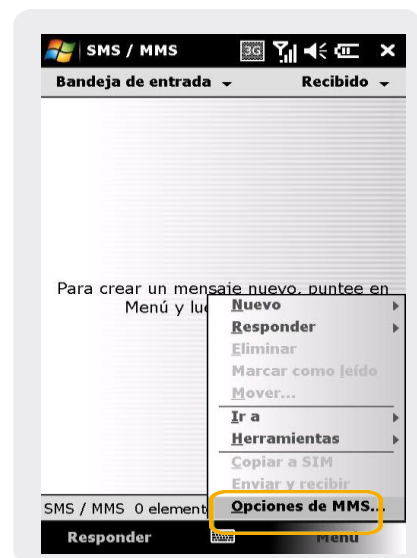 SMS / MMS 3G
Bandeja de entrada Recibido
Para crear un mensaje nuevo, puntee en
Menú y lue
Nuevo
Responder
Eliminar
Marcar como leído
Mover...
Ir a
Herramientas
Copiar a SIM
Enviar y recibir
Opciones de MMS...
SMS / MMS 0 element
Responder Menú